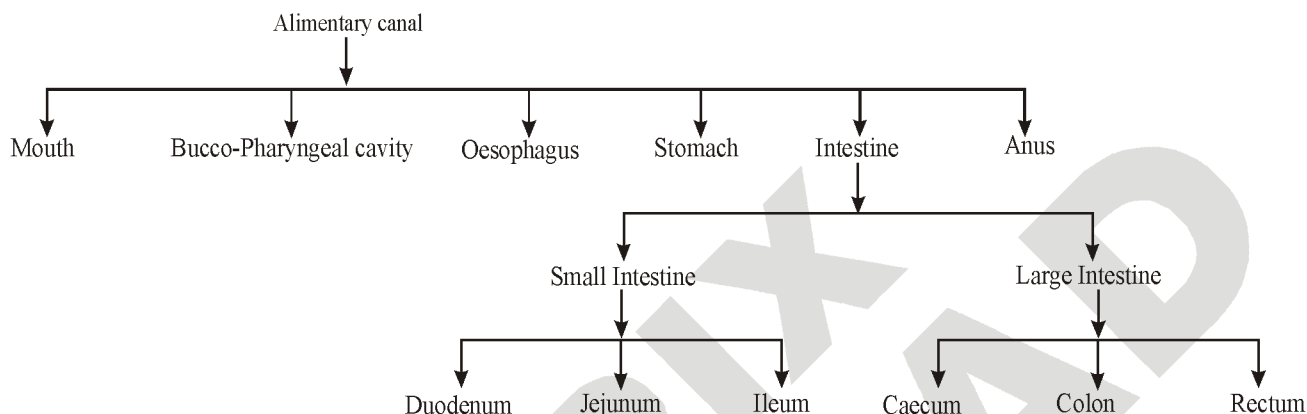 Alimentary canal
Mouth Bucco-Pharyngeal cavity Oesophagus Stomach Intestine Anus
Small Intestine Large Intestine
Duodenum Jejunum Ileum Caecum Colon Rectum